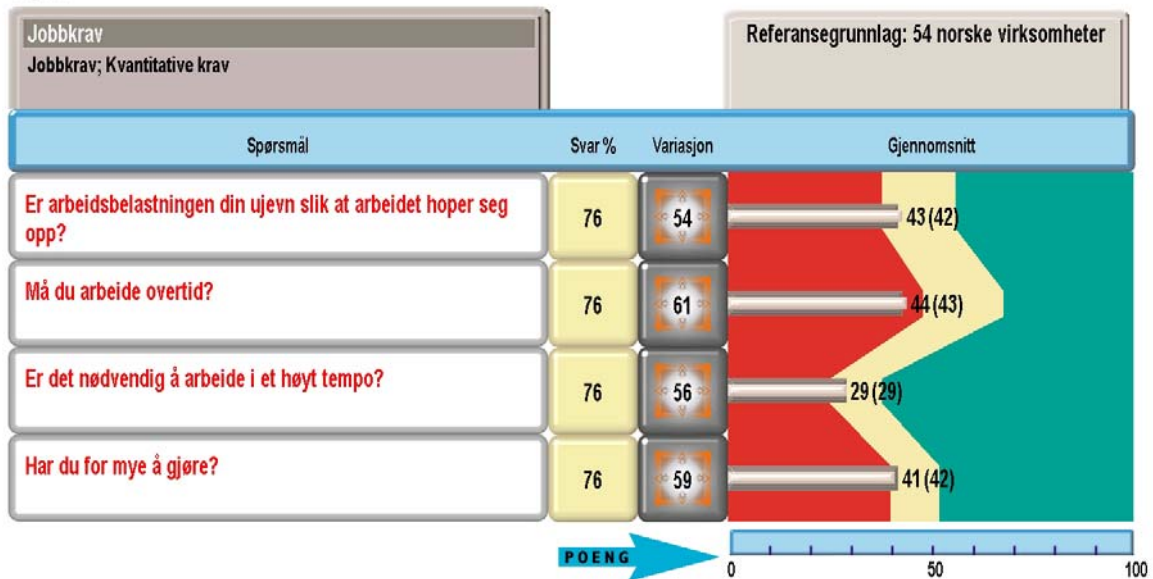 Jobbkrav
Jobbkrav; Kvantitative krav
Referansegrunnlag: 54 norske virksomheter
Spørsmål Svar % Variasjon Gjennomsnitt
Er arbeidsbelastningen din ujevn slik at arbeidet hoper seg
opp?
76 54 43 (42)
Må du arbeide overtid?
76 61 44 (43)
Er det nødvendig å arbeide i et høyt tempo?
76 56 29 (29)
Har du for mye å gjøre?
76 59 41 (42)
POENG
0 50 100